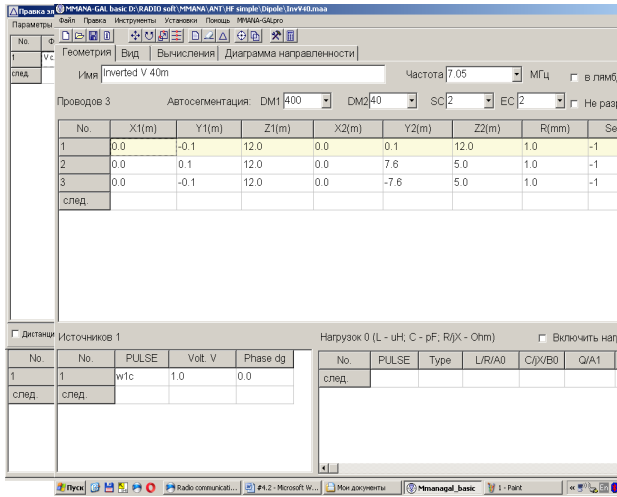 Правка эл
MMANA-GAL basic D:\RADIO soft\MMANA\ANT\HF simple\Dipole\InvV40.maa
Файл Правка Инструменты Установки Помощь MMANA-GALpro
Параметры
Геометрия Вид Вычисления Диаграмма направленности
Имя Inverted V 40m Частота 7.05 МГц в лямб
Проводов 3 Автосегментация: DM1 400 DM2 40 SC 2 EC 2 Не раз
No. Ф
1 V с
след.
No. X1(m) Y1(m) Z1(m) X2(m) Y2(m) Z2(m) R(mm) Se
1 0.0 -0.1 12.0 0.0 0.1 12.0 1.0 -1
2 0.0 0.1 12.0 0.0 7.6 5.0 1.0 -1
3 0.0 -0.1 12.0 0.0 -7.6 5.0 1.0 -1
след.
Дистанци
Источников 1 Нагрузок 0 (L - uH; C - pF; R/jX - Ohm) Включить наг
No.
1
след.
No. PULSE Volt. V Phase dg
1 w1c 1.0 0.0
след.
No. PULSE Type L/R/A0 C/jX/B0 Q/A1
след.
Пуск Radio communicati... #4.2 - Microsoft W... Мои документы Mmanagal_basic 1 - Paint